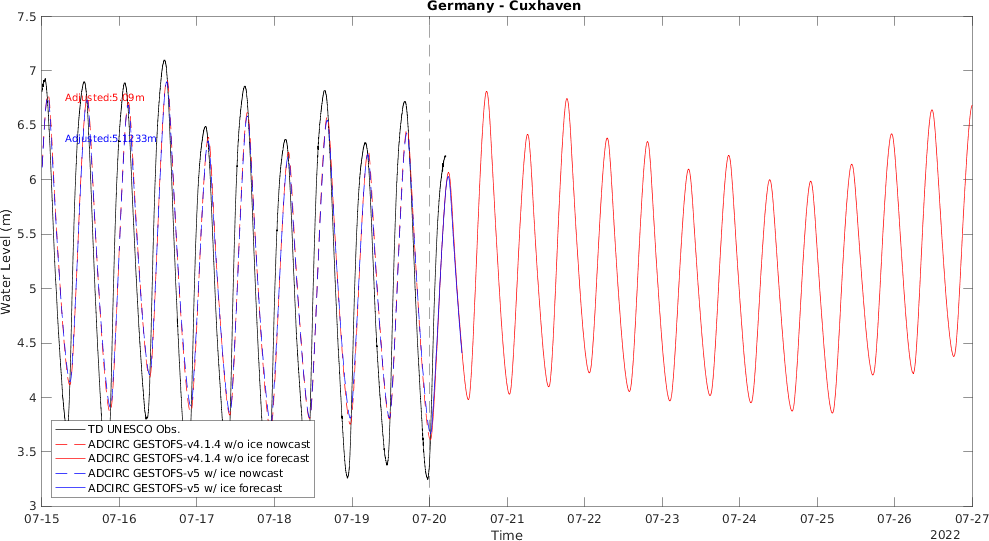 Germany - Cuxhaven
7.5
7
6.5
6
5.5
5
4.5
4
3.5
3
Water Level (m)
Adjusted:5.09m
Adjusted:5.1233m
TD UNESCO Obs.
ADCIRC GESTOFS-v4.1.4 w/o ice nowcast
ADCIRC GESTOFS-v4.1.4 w/o ice forecast
ADCIRC GESTOFS-v5 w/ ice nowcast
ADCIRC GESTOFS-v5 w/ ice forecast
07-15 07-16 07-17 07-18 07-19 07-20 07-21 07-22 07-23 07-24 07-25 07-26 07-27
Time
2022